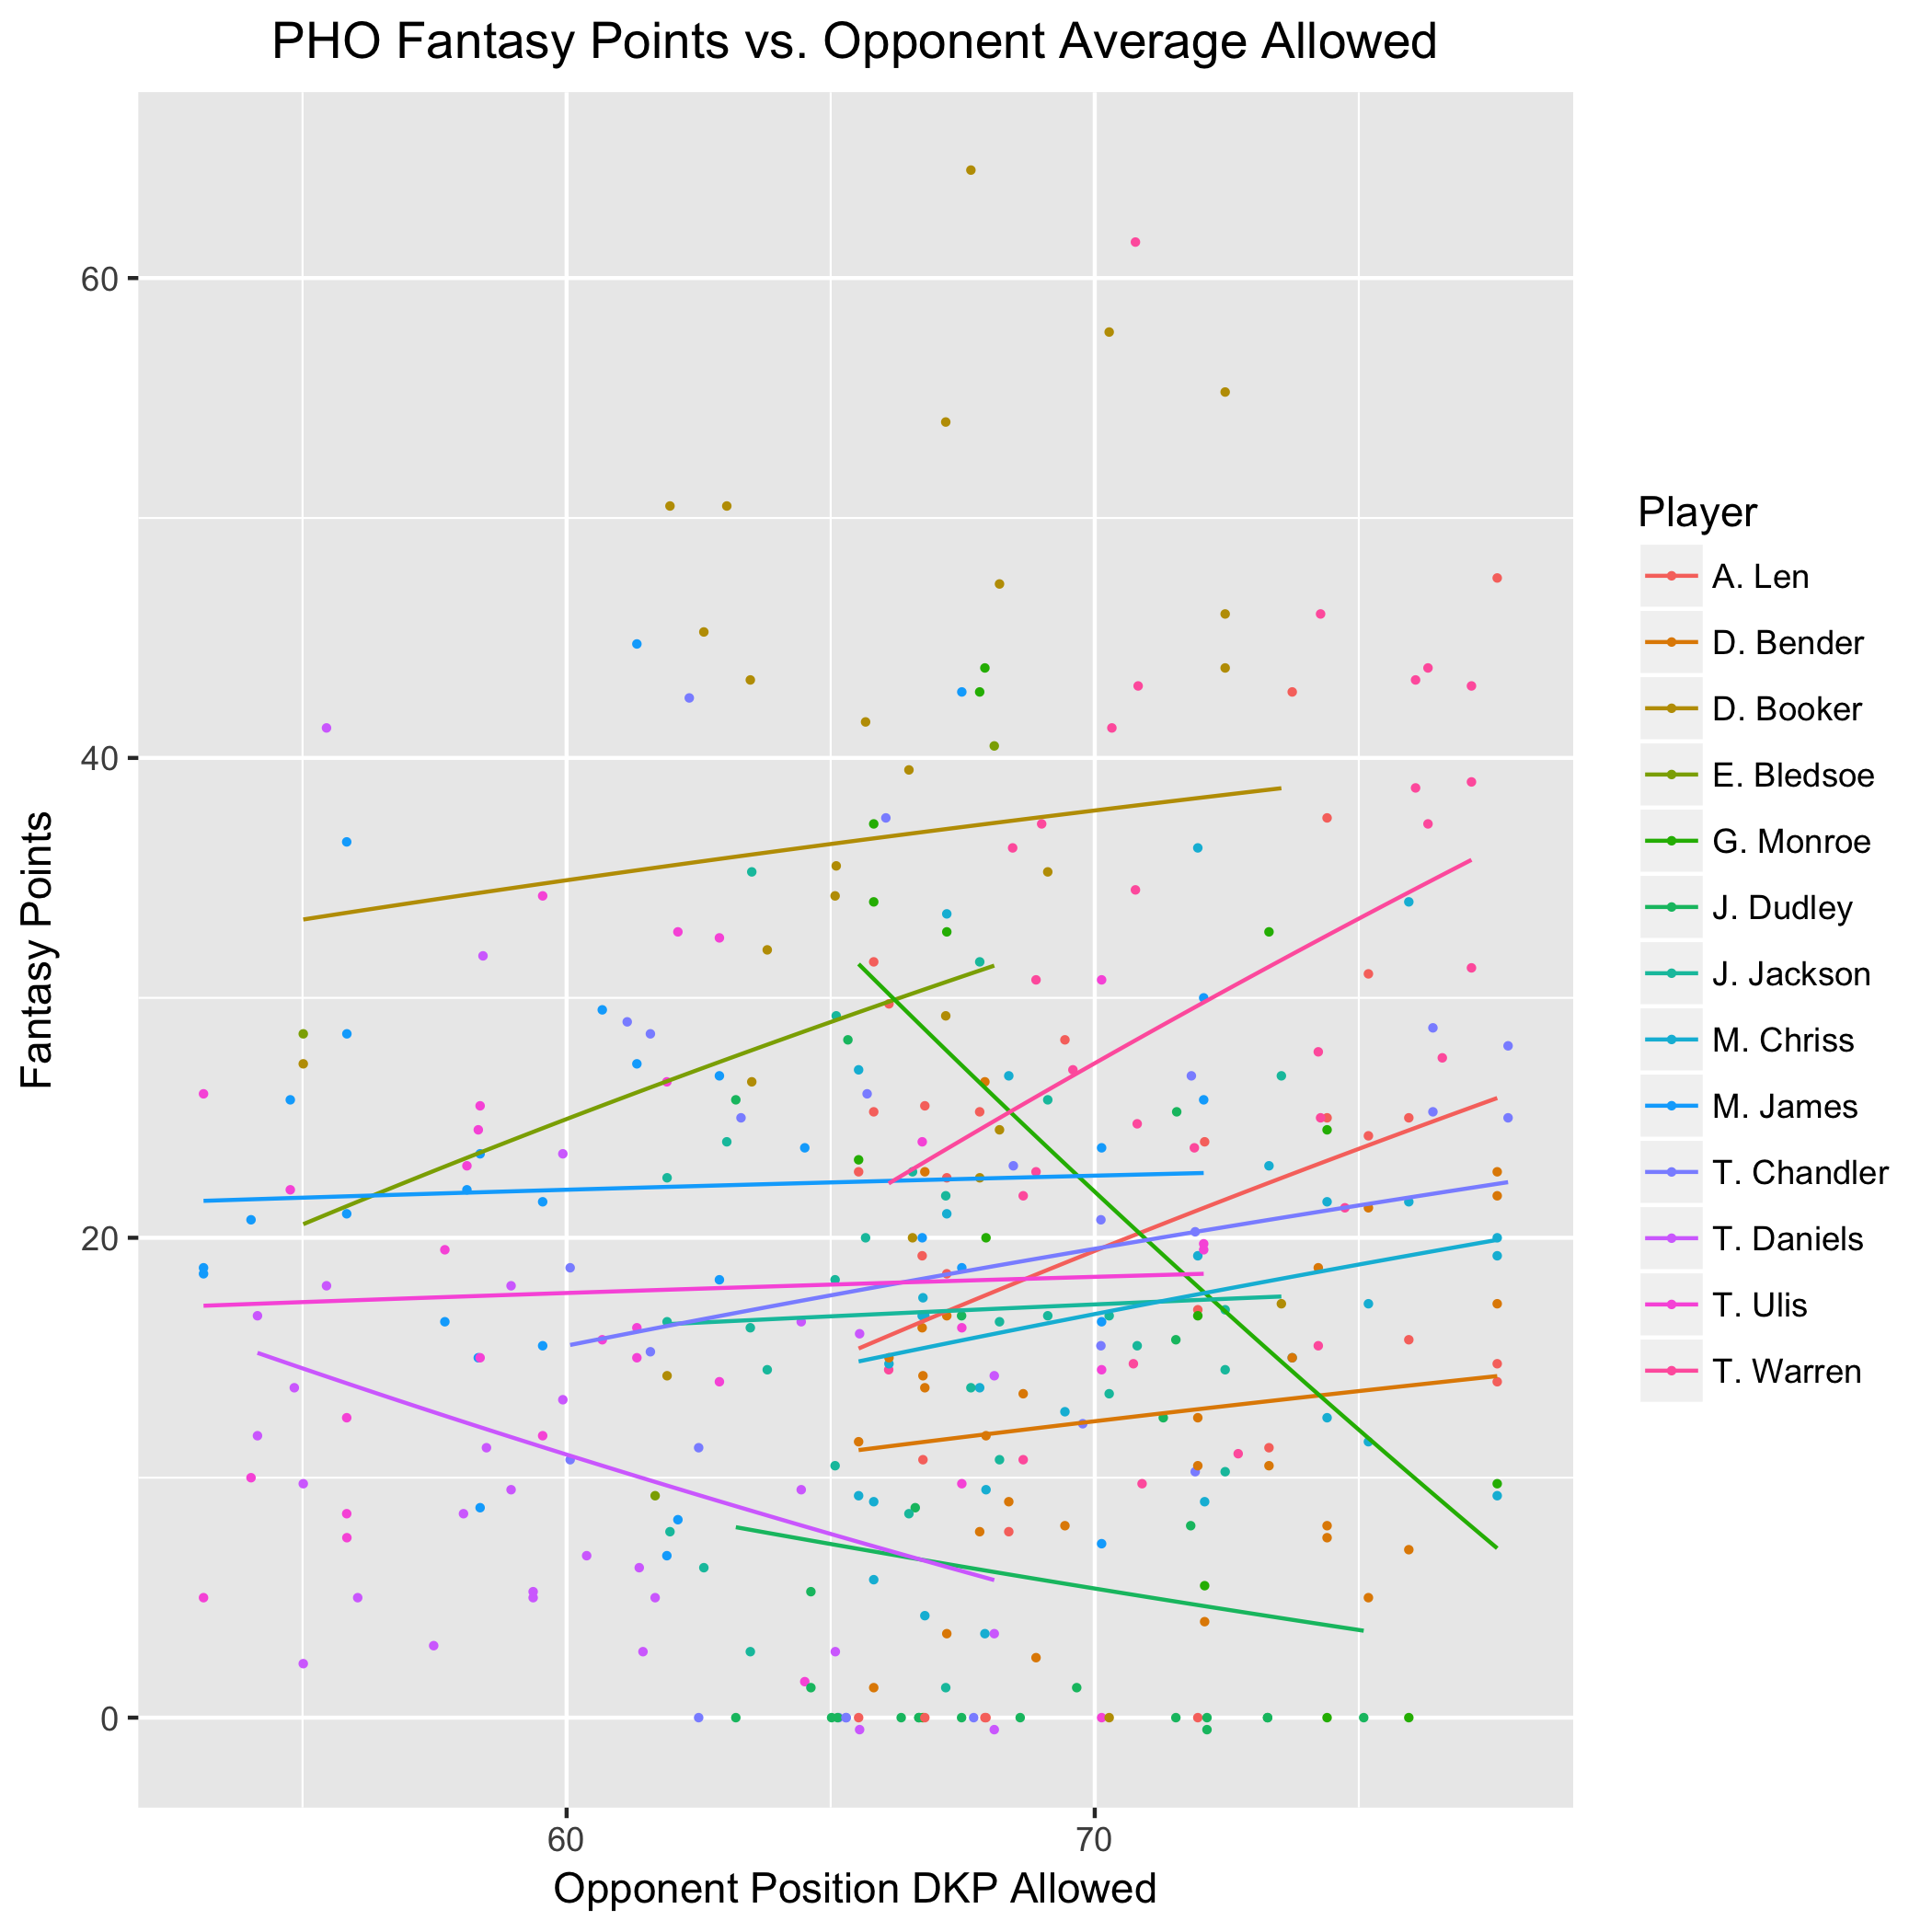 PHO Fantasy Points vs. Opponent Average Allowed
Fantasy Points
60
40
20
0
60
70
Opponent Position DKP Allowed
Player
A. Len
D. Bender
D. Booker
E. Bledsoe
G. Monroe
J. Dudley
J. Jackson
M. Chriss
M. James
T. Chandler
T. Daniels
T. Ulis
T. Warren